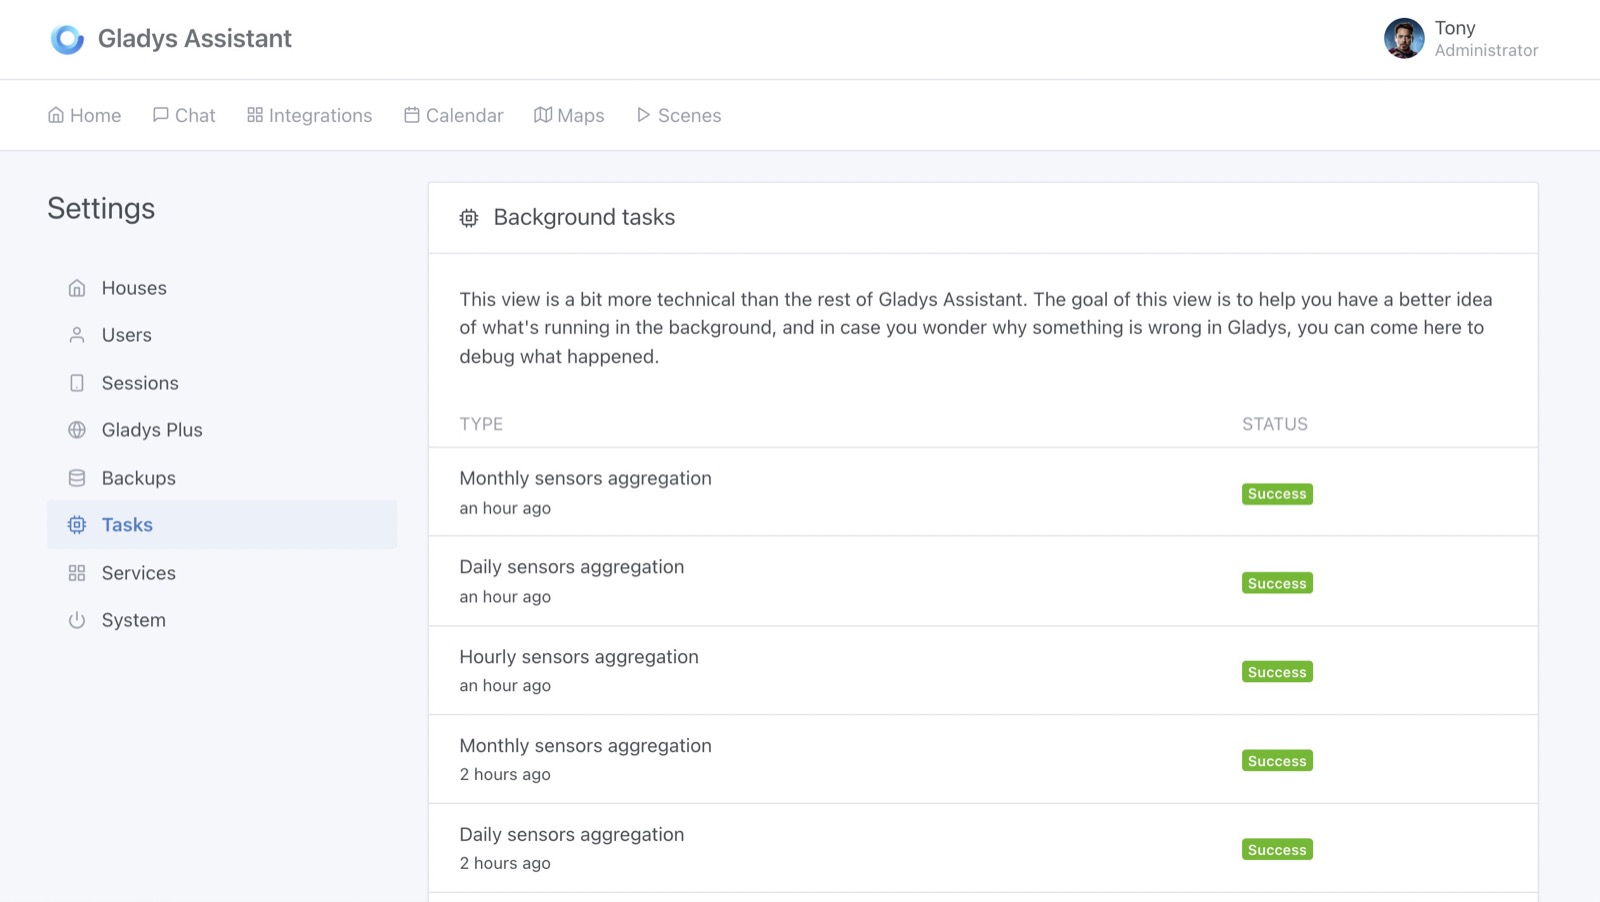 Gladys Assistant
Tony
Administrator
Home
Chat
Integrations
Calendar
Maps
Scenes
Settings
Houses
Users
Sessions
Gladys Plus
Backups
Tasks
Services
System
Background tasks
This view is a bit more technical than the rest of Gladys Assistant. The goal of this view is to help you have a better idea
of what's running in the background, and in case you wonder why something is wrong in Gladys, you can come here to
debug what happened.
TYPE
STATUS
Monthly sensors aggregation
an hour ago
Success
Daily sensors aggregation
an hour ago
Success
Hourly sensors aggregation
an hour ago
Success
Monthly sensors aggregation
2 hours ago
Success
Daily sensors aggregation
2 hours ago
Success